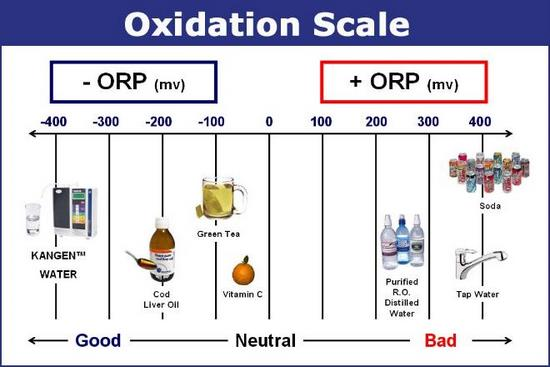 Oxidation Scale
- ORP (mv)
+ ORP (mv)
-400 -300 -200 -100 0 100 200 300 400
Soda
Green Tea
KANGEN™
WATER
Cod
Liver Oil
Vitamin C
Purified
R.O.
Distilled
Water
Tap Water
Good
Neutral
Bad